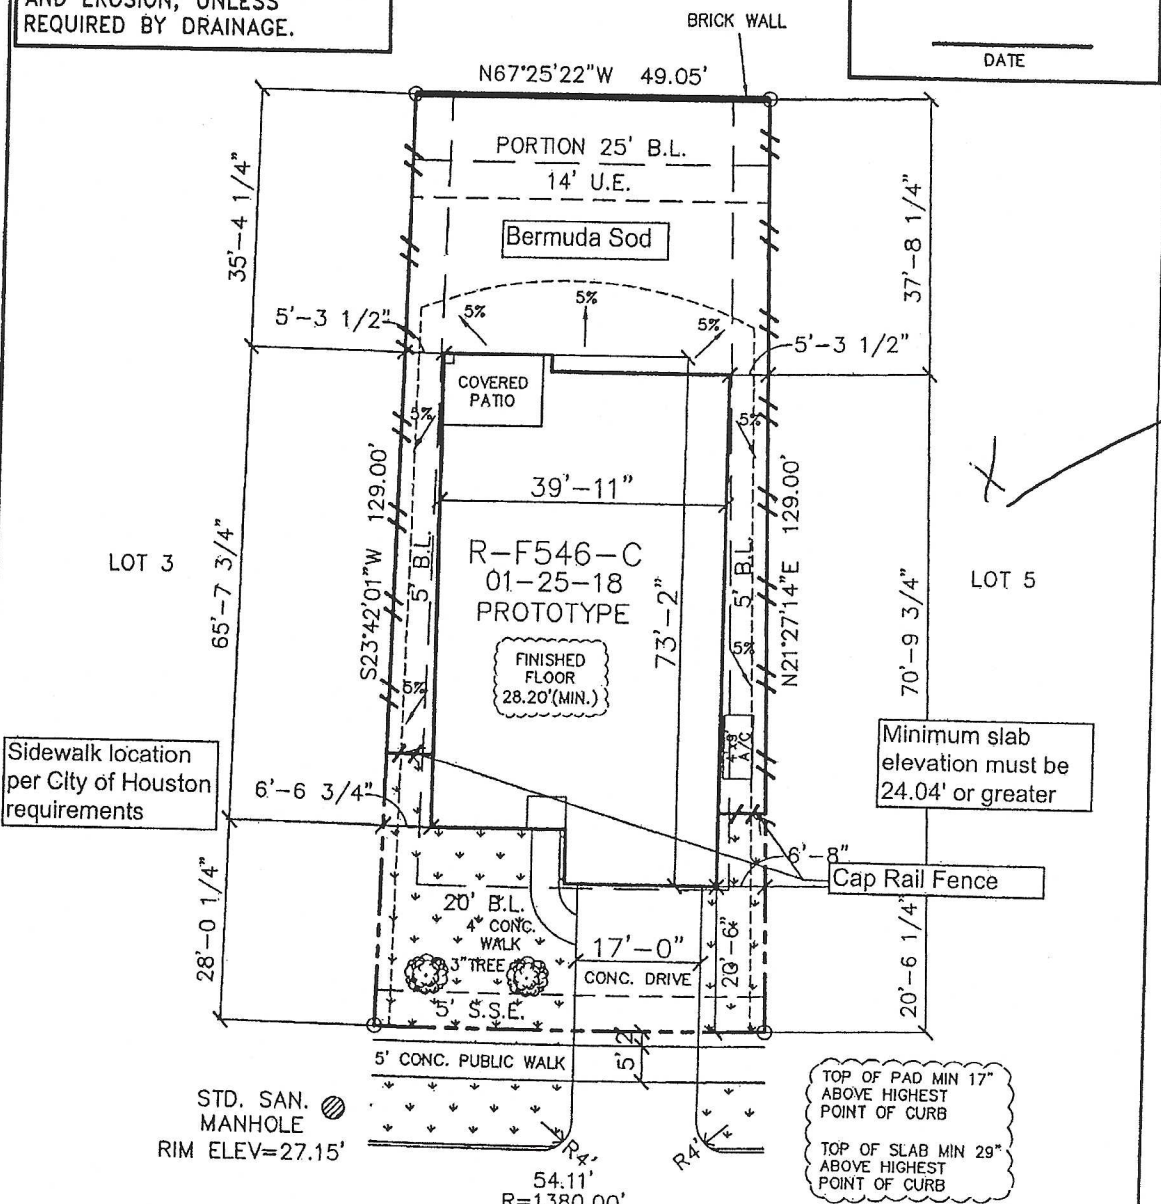 AND EROSION, UNLESS
REQUIRED BY DRAINAGE.
BRICK WALL
DATE
N67°25'22"W 49.05'
PORTION 25' B.L.
14' U.E.
Bermuda Sod
35'-4 1/4"
37'-8 1/4"
5%
5%
5%
5'-3 1/2"
5'-3 1/2"
COVERED
PATIO
5%
5%
39'-11"
S23°42'01"W 129.00'
N21°27'14"E 129.00'
LOT 3
65'-7 3/4"
5' B.L.
R-F546-C
01-25-18
PROTOTYPE
73'-2"
5' B.L.
70'-9 3/4"
LOT 5
FINISHED
FLOOR
28.20'(MIN.)
5%
5%
A/C
Sidewalk location
per City of Houston
requirements
Minimum slab
elevation must be
24.04' or greater
6'-6 3/4"
6'-8"
Cap Rail Fence
28'-0 1/4"
20' B.L.
4' CONC.
WALK
3" TREE
17'-0"
CONC. DRIVE
20'-6"
20'-6 1/4"
5' S.S.E.
5' CONC. PUBLIC WALK
5'
2
STD. SAN.
MANHOLE
RIM ELEV=27.15'
R4'
R4'
54.11'
R=1380.00'
TOP OF PAD MIN 17"
ABOVE HIGHEST
POINT OF CURB
TOP OF SLAB MIN 29"
ABOVE HIGHEST
POINT OF CURB